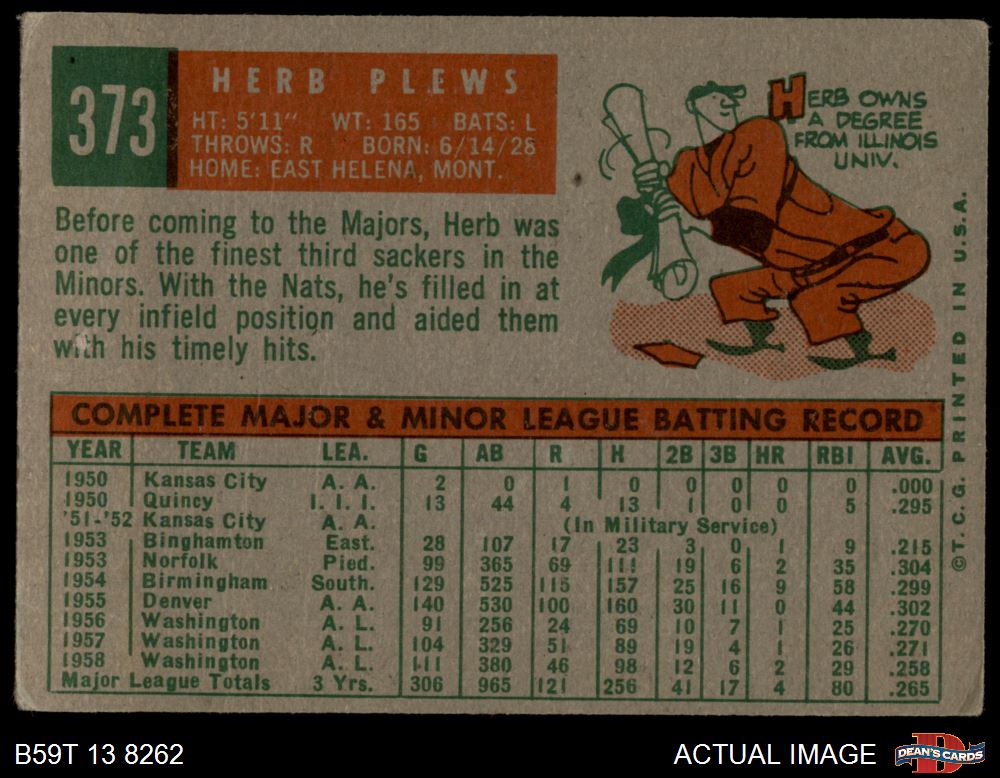 373
HERB PLEWS
HT: 5'11" WT: 165 BATS: L
THROWS: R BORN: 6/14/28
HOME: EAST HELENA, MONT.
HERB OWNS
A DEGREE
FROM ILLINOIS
UNIV.
Before coming to the Majors, Herb was
one of the finest third sackers in the
Minors. With the Nats, he's filled in at
every infield position and aided them
with his timely hits.
COMPLETE MAJOR & MINOR LEAGUE BATTING RECORD
YEAR TEAM LEA. G AB R H 2B 3B HR RBI AVG.
1950 Kansas City A. A. 2 0 1 0 0 0 0 0 .000
1950 Quincy I. I. I. 13 44 4 13 1 0 0 5 .295
'51-'52 Kansas City A. A. (In Military Service)
1953 Binghamton East. 28 107 17 23 3 0 1 9 .215
1953 Norfolk Pied. 99 365 69 111 19 6 2 35 .304
1954 Birmingham South. 129 525 115 157 25 16 9 58 .299
1955 Denver A. A. 140 530 100 160 30 11 0 44 .302
1956 Washington A. L. 91 256 24 69 10 7 1 25 .270
1957 Washington A. L. 104 329 51 89 19 4 1 26 .271
1958 Washington A. L. 111 380 46 98 12 6 2 29 .258
Major League Totals 3 Yrs. 306 965 121 256 41 17 4 80 .265
©T. C. G. PRINTED IN U.S.A.
B59T 13 8262
ACTUAL IMAGE
DEAN'S CARDS